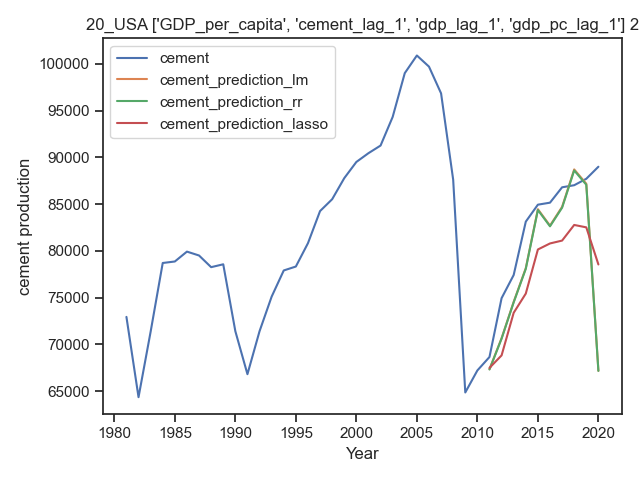 20_USA ['GDP_per_capita', 'cement_lag_1', 'gdp_lag_1', 'gdp_pc_lag_1'] 2
cement
cement_prediction_lm
cement_prediction_rr
cement_prediction_lasso
100000
95000
90000
85000
80000
75000
70000
65000
cement production
1980 1985 1990 1995 2000 2005 2010 2015 2020
Year